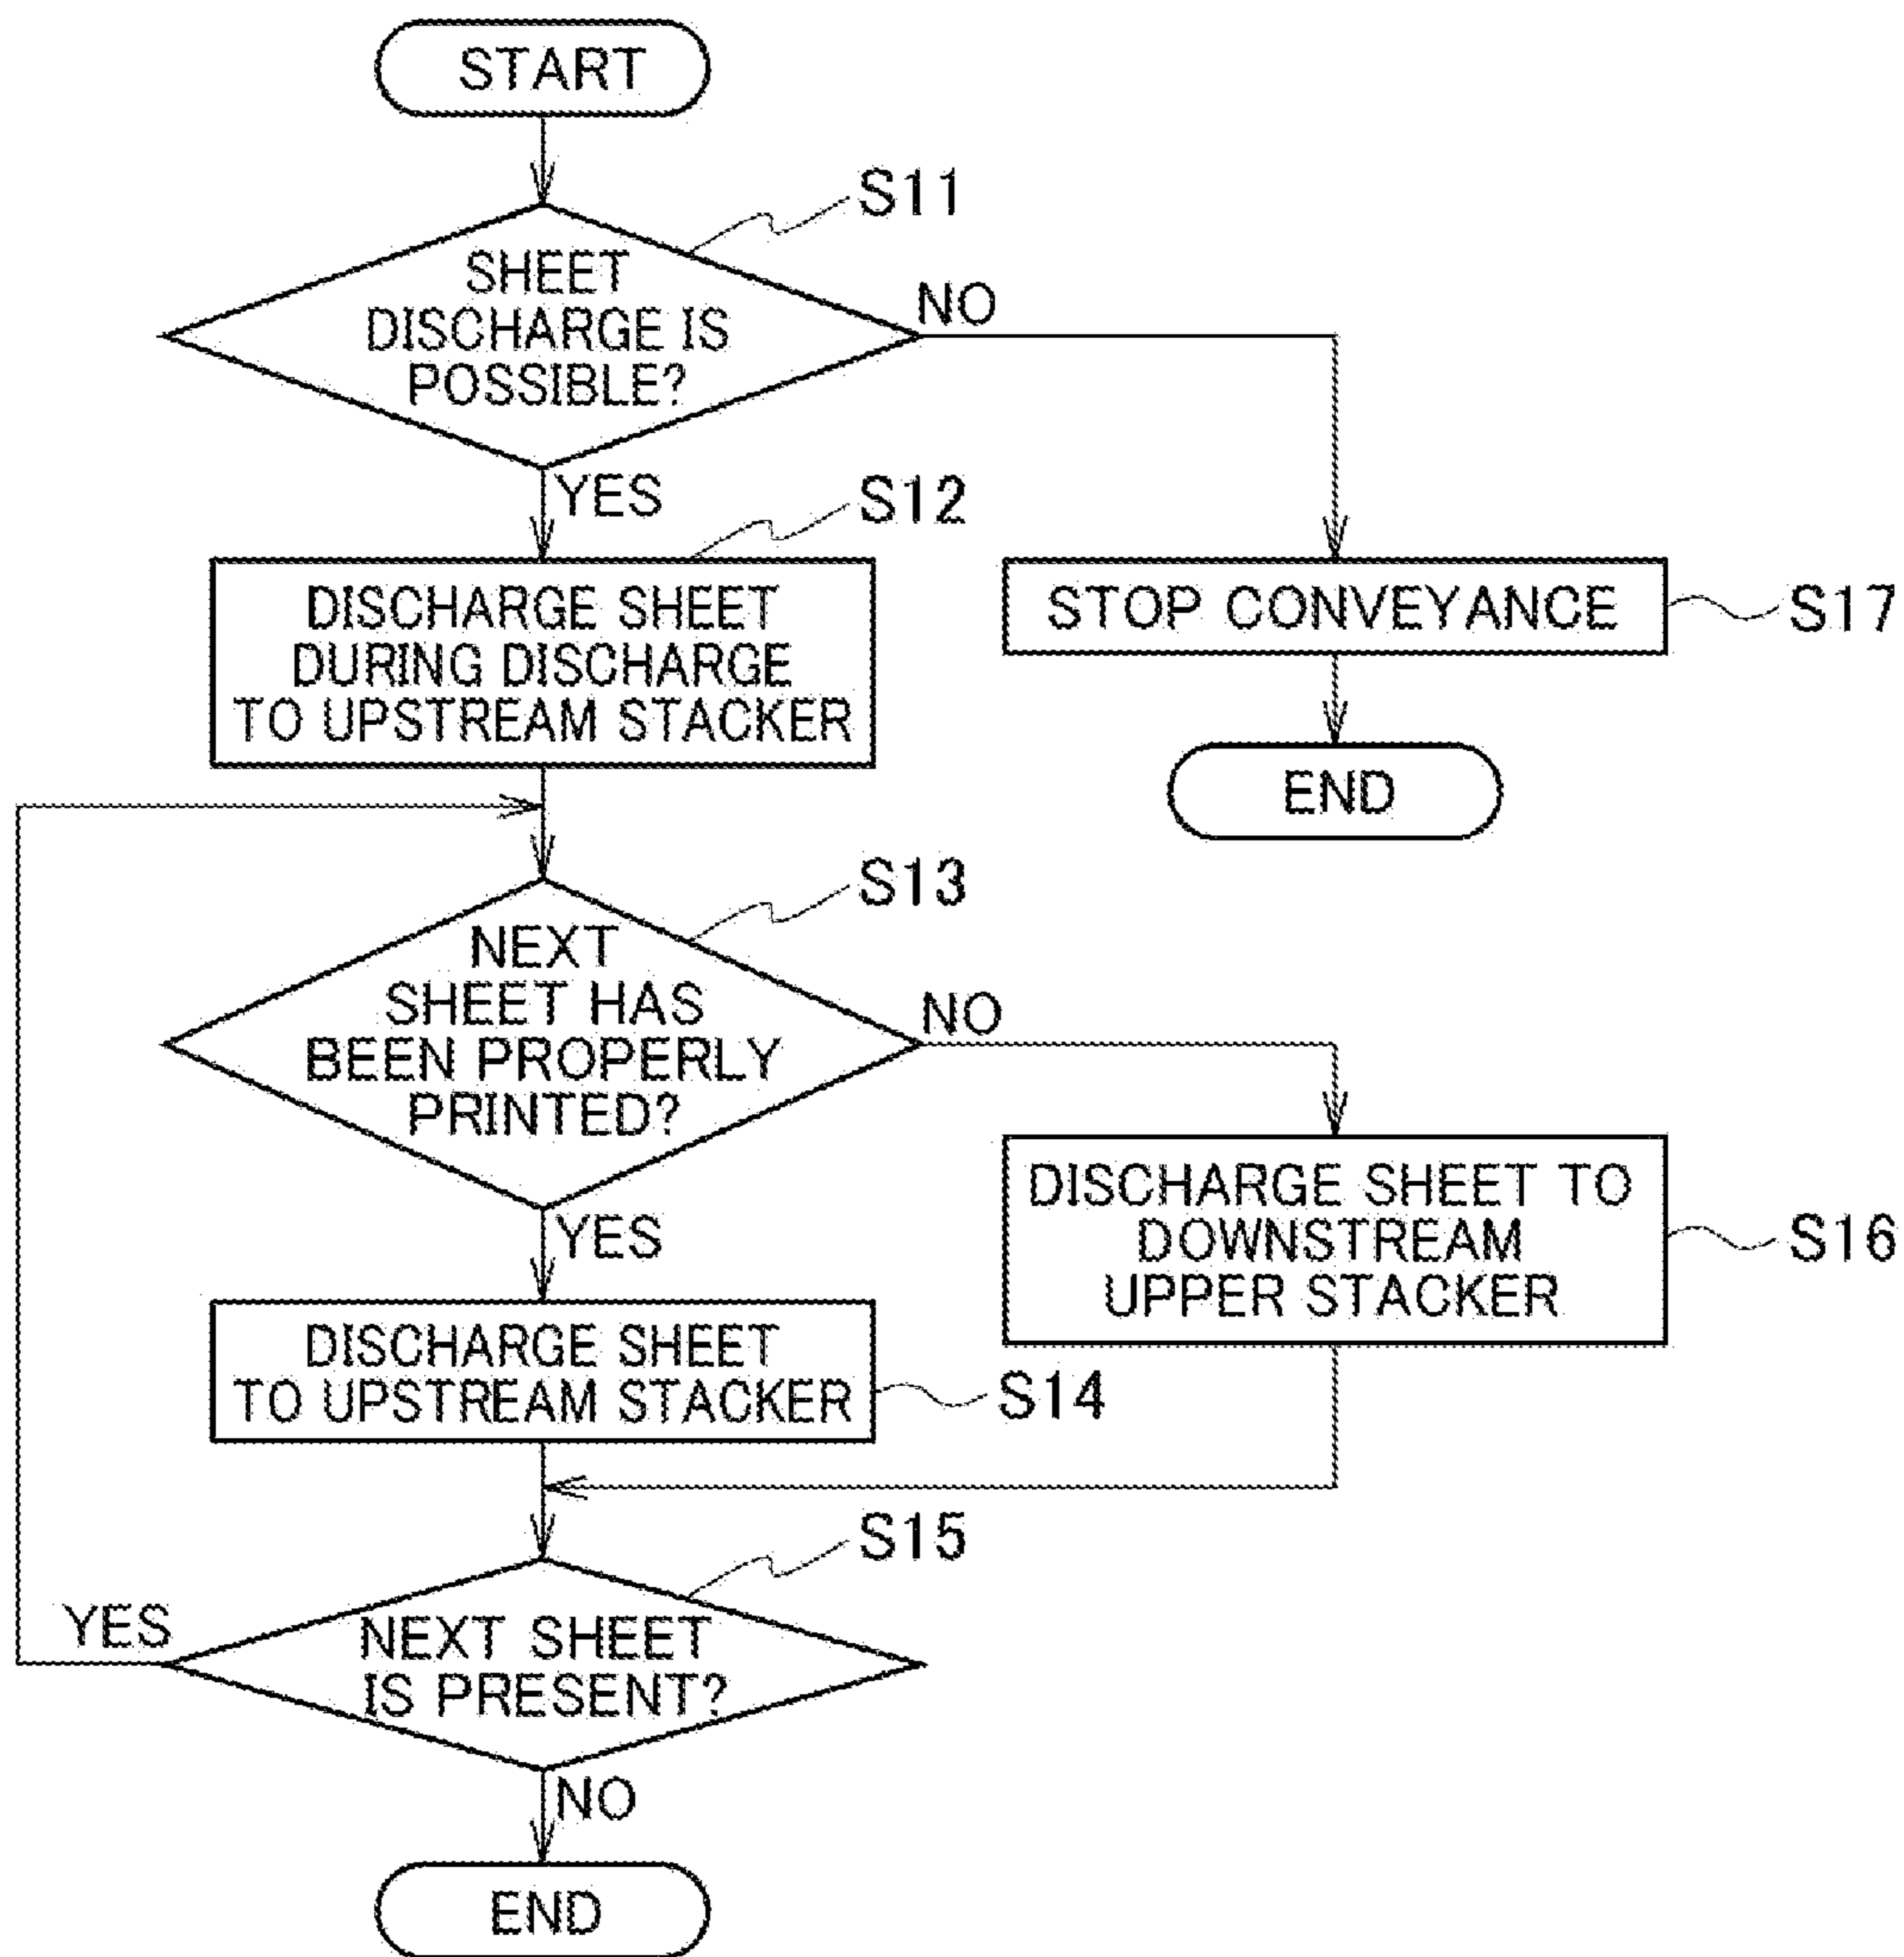 START
S11
SHEET
DISCHARGE IS
POSSIBLE?
NO
YES
S12
DISCHARGE SHEET
DURING DISCHARGE
TO UPSTREAM STACKER
STOP CONVEYANCE
S17
END
S13
NEXT
SHEET HAS
BEEN PROPERLY
PRINTED?
NO
YES
DISCHARGE SHEET TO
DOWNSTREAM
UPPER STACKER
S16
DISCHARGE SHEET
TO UPSTREAM STACKER
S14
S15
YES
NEXT SHEET
IS PRESENT?
NO
END